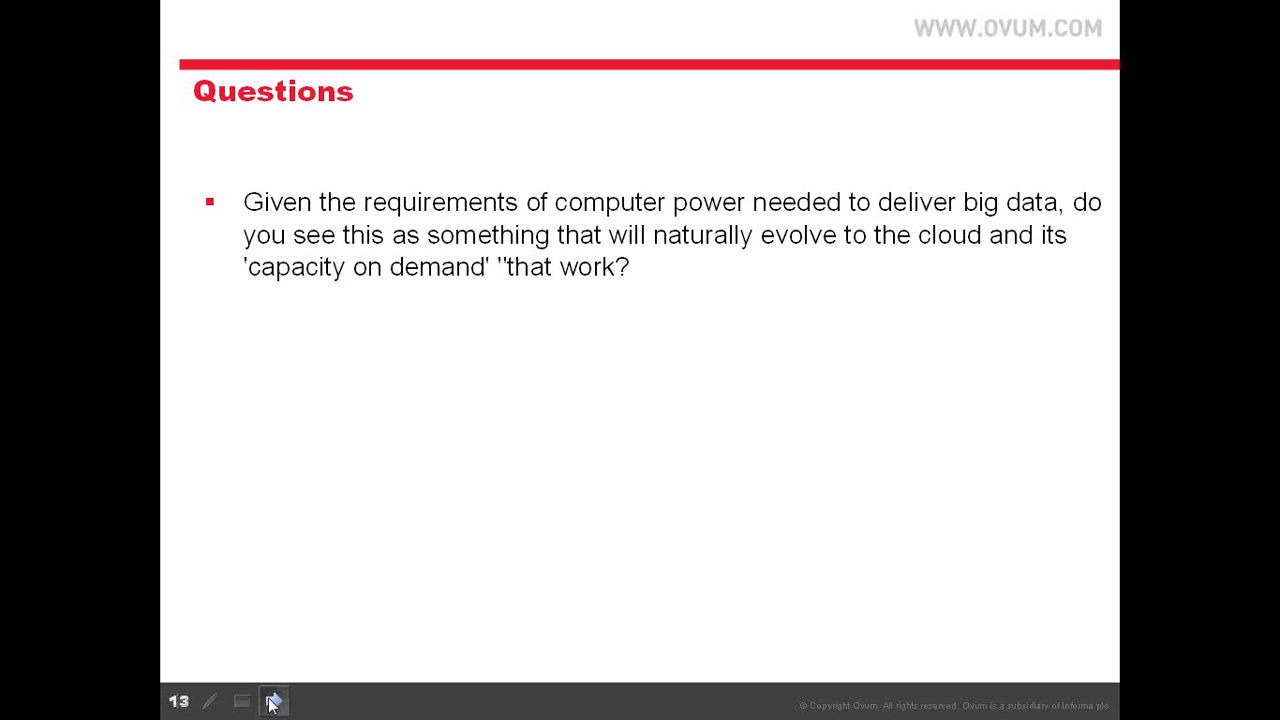 WWW.OVUM.COM
Questions
Given the requirements of computer power needed to deliver big data, do
you see this as something that will naturally evolve to the cloud and its
'capacity on demand' "that work?
13
© Copyright Ovum. All rights reserved. Ovum is a subsidiary of Informa plc